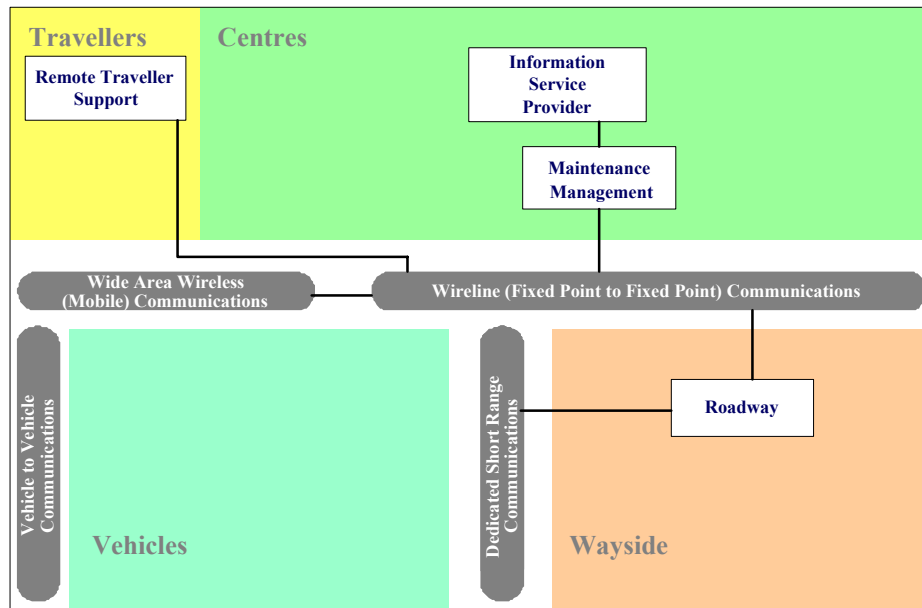 Travellers
Centres
Remote Traveller
Support
Information
Service
Provider
Maintenance
Management
Wide Area Wireless
(Mobile) Communications
Wireline (Fixed Point to Fixed Point) Communications
Vehicle to Vehicle
Communications
Dedicated Short Range
Communications
Roadway
Vehicles
Wayside